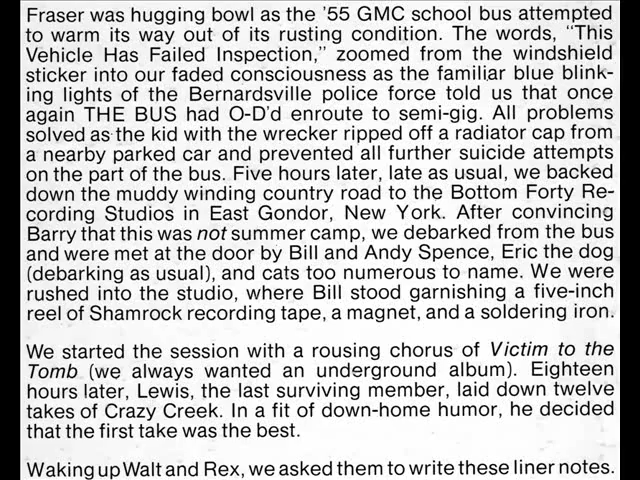 Fraser was hugging bowl as the '55 GMC school bus attempted
to warm its way out of its rusting condition. The words, “This
Vehicle Has Failed Inspection,” zoomed from the windshield
sticker into our faded consciousness as the familiar blue blink-
ing lights of the Bernardsville police force told us that once
again THE BUS had O-D'd enroute to semi-gig. All problems
solved as the kid with the wrecker ripped off a radiator cap from
a nearby parked car and prevented all further suicide attempts
on the part of the bus. Five hours later, late as usual, we backed
down the muddy winding country road to the Bottom Forty Re-
cording Studios in East Gondor, New York. After convincing
Barry that this was not summer camp, we debarked from the bus
and were met at the door by Bill and Andy Spence, Eric the dog
(debarking as usual), and cats too numerous to name. We were
rushed into the studio, where Bill stood garnishing a five-inch
reel of Shamrock recording tape, a magnet, and a soldering iron.
We started the session with a rousing chorus of Victim to the
Tomb (we always wanted an underground album). Eighteen
hours later, Lewis, the last surviving member, laid down twelve
takes of Crazy Creek. In a fit of down-home humor, he decided
that the first take was the best.
Waking up Walt and Rex, we asked them to write these liner notes.